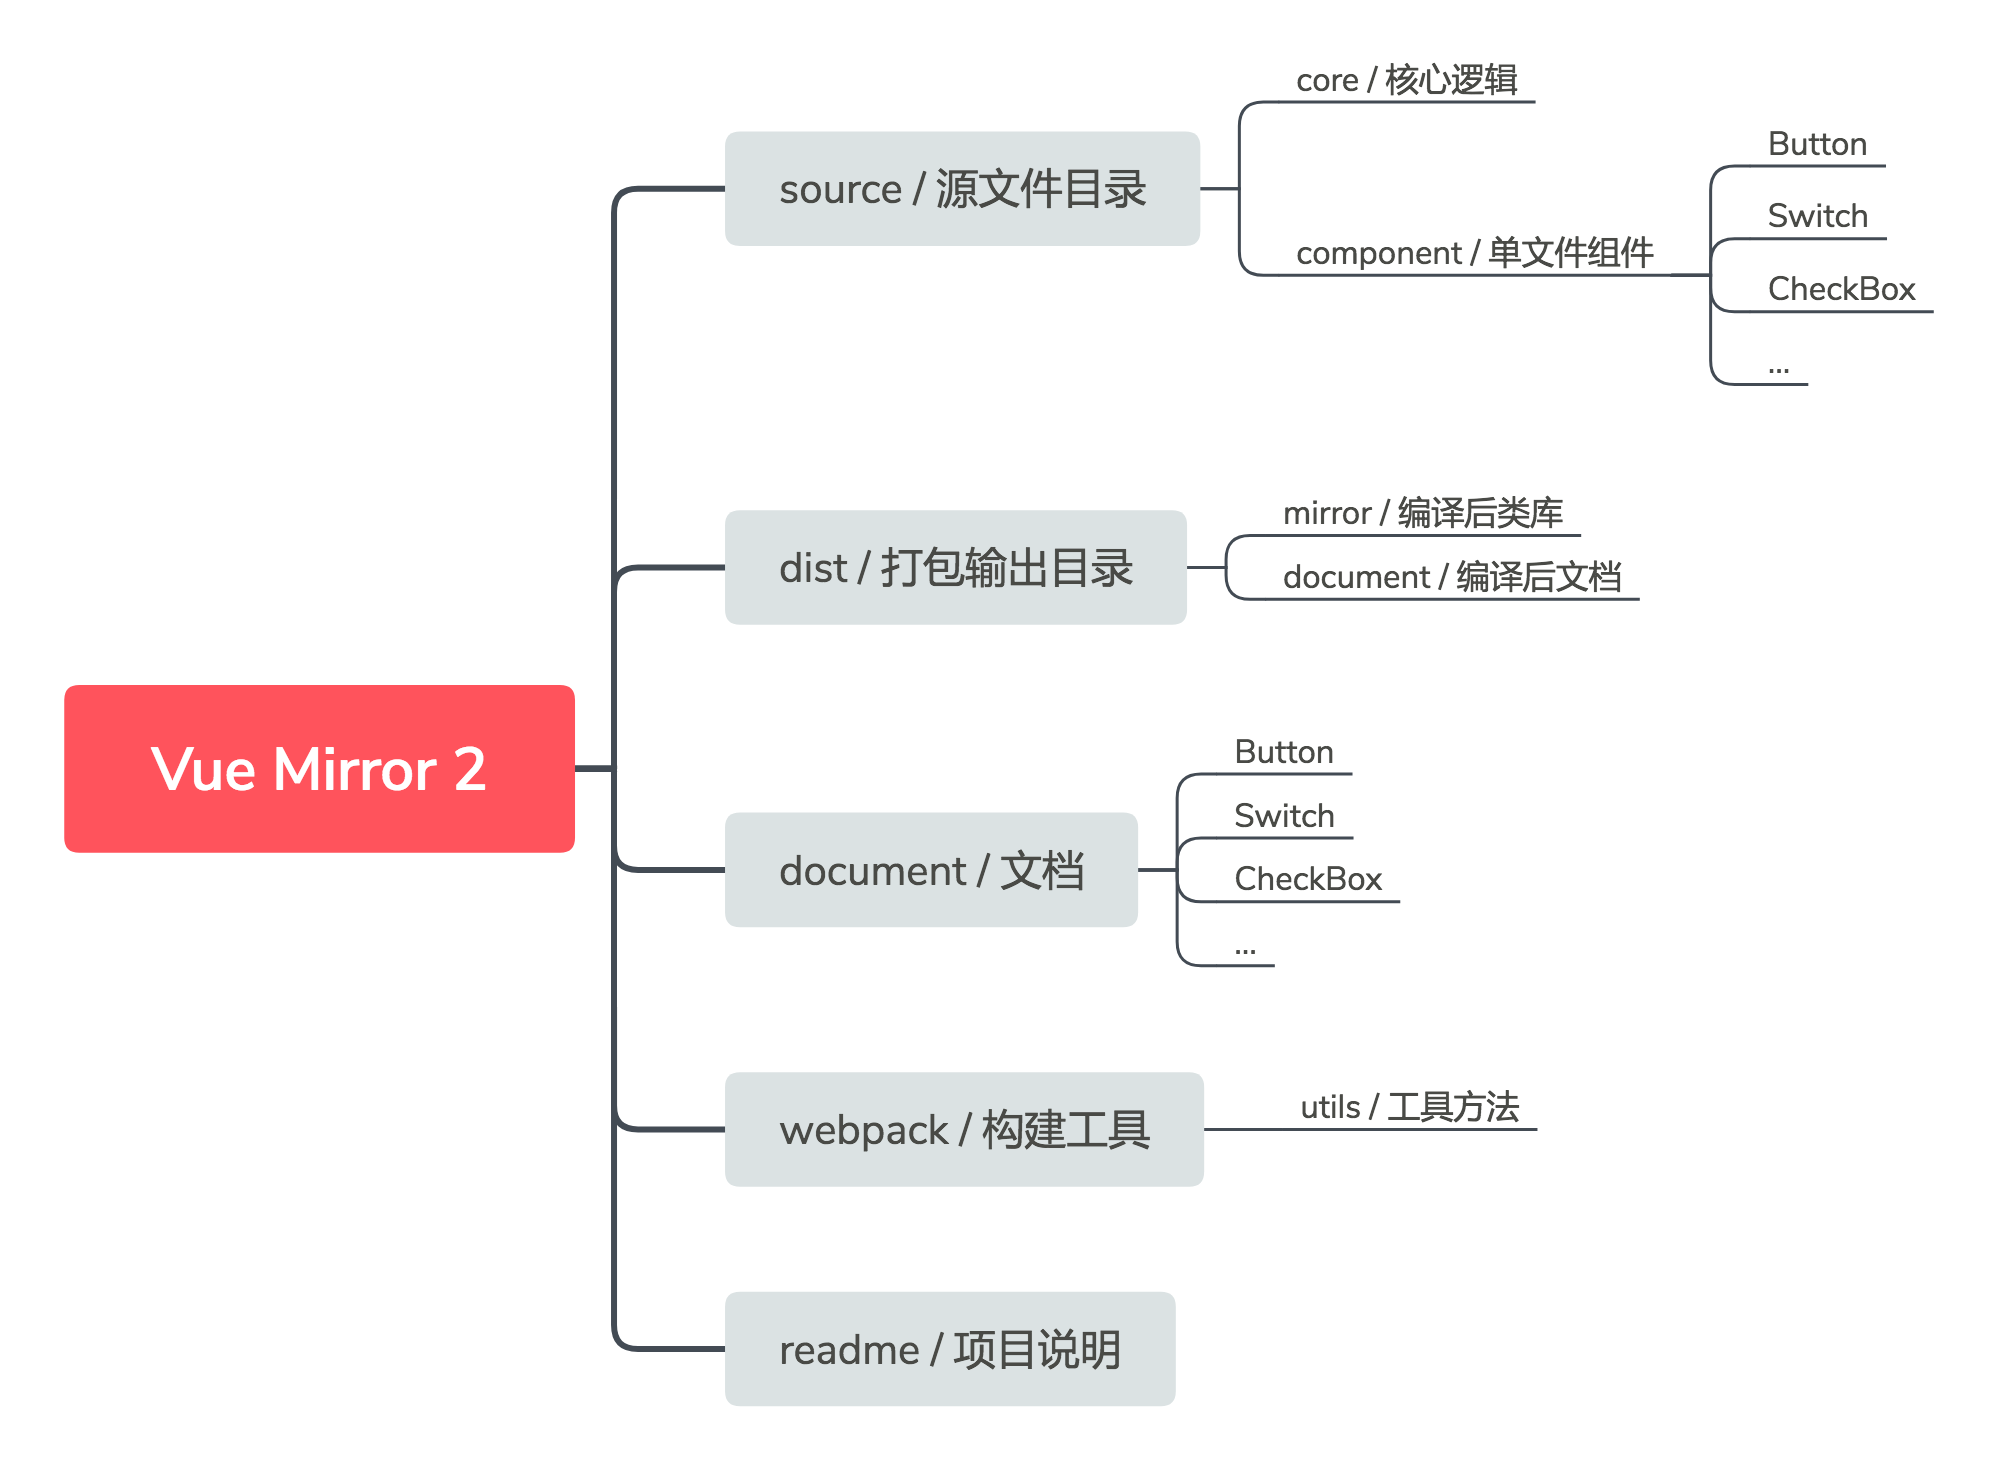 Vue Mirror 2
source / 源文件目录
core / 核心逻辑
component / 单文件组件
Button
Switch
CheckBox
...
dist / 打包输出目录
mirror / 编译后类库
document / 编译后文档
document / 文档
Button
Switch
CheckBox
...
webpack / 构建工具
utils / 工具方法
readme / 项目说明